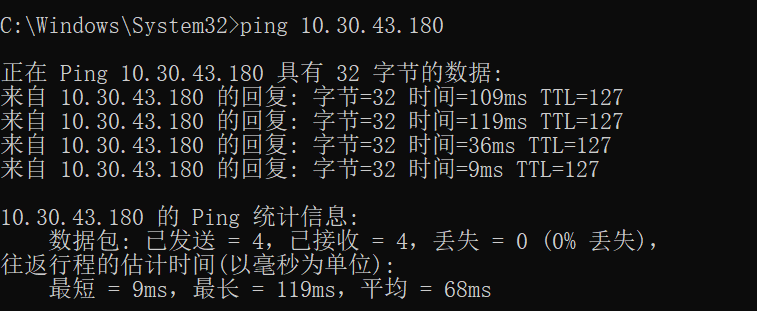 C:\Windows\System32>ping 10.30.43.180
正在 Ping 10.30.43.180 具有 32 字节的数据:
来自 10.30.43.180 的回复: 字节=32 时间=109ms TTL=127
来自 10.30.43.180 的回复: 字节=32 时间=119ms TTL=127
来自 10.30.43.180 的回复: 字节=32 时间=36ms TTL=127
来自 10.30.43.180 的回复: 字节=32 时间=9ms TTL=127
10.30.43.180 的 Ping 统计信息:
数据包: 已发送 = 4，已接收 = 4，丢失 = 0 (0% 丢失)，
往返行程的估计时间(以毫秒为单位):
最短 = 9ms，最长 = 119ms，平均 = 68ms